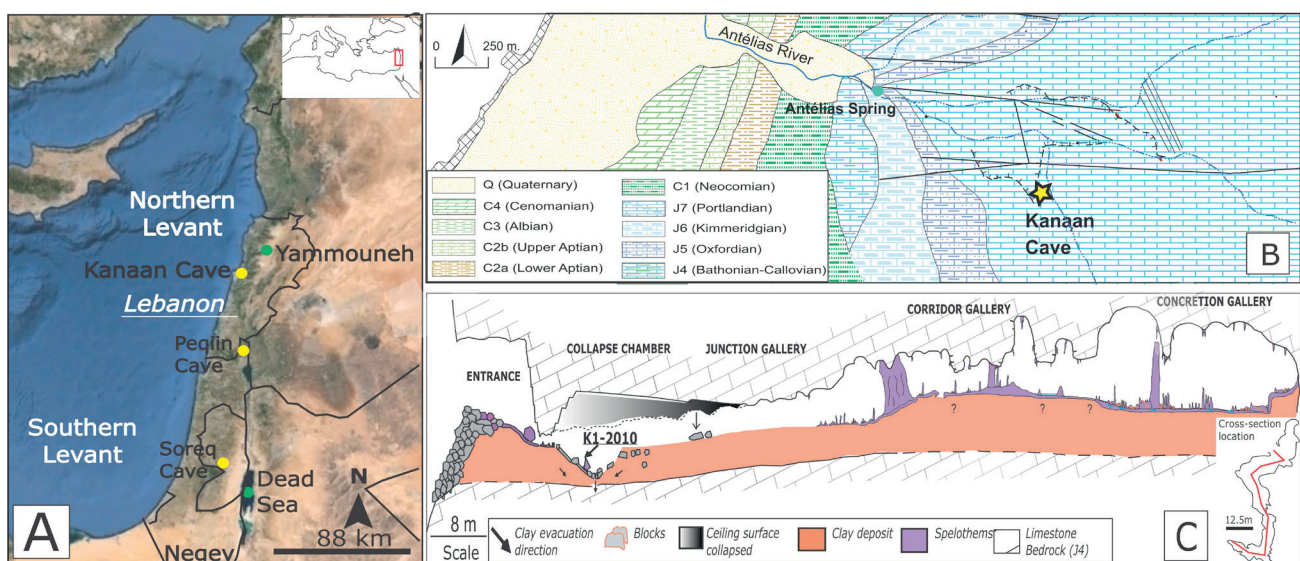 Northern
Levant
Yammouneh
Kanaan Cave
Lebanon
Peqiin
Cave
Southern
Levant
Soreq
Cave
Dead
Sea
N
Negev
88 km
A
0 250 m.
Antélias River
Antélias Spring
Kanaan
Cave
Q (Quaternary)
C4 (Cenomanian)
C3 (Albian)
C2b (Upper Aptian)
C2a (Lower Aptian)
C1 (Neocomian)
J7 (Portlandian)
J6 (Kimmeridgian)
J5 (Oxfordian)
J4 (Bathonian-Callovian)
B
CORRIDOR GALLERY
CONCRETION GALLERY
COLLAPSE CHAMBER
JUNCTION GALLERY
ENTRANCE
K1-2010
? ? ?
Cross-section
location
12.5m
8 m
Scale
Clay evacuation
direction
Blocks
Ceiling surface
collapsed
Clay deposit
Spelothems
Limestone
Bedrock (J4)
C